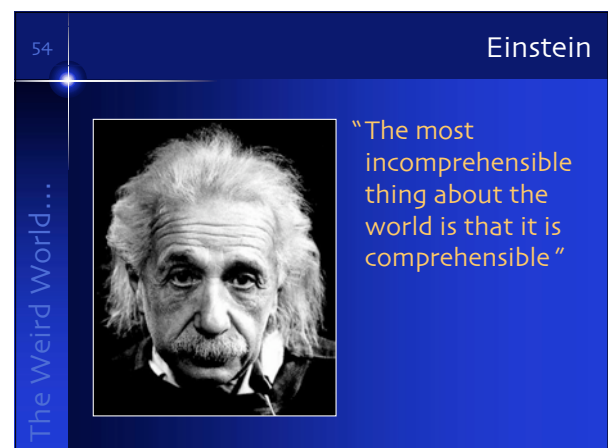 54
Einstein
“The most
incomprehensible
thing about the
world is that it is
comprehensible”
The Weird World...